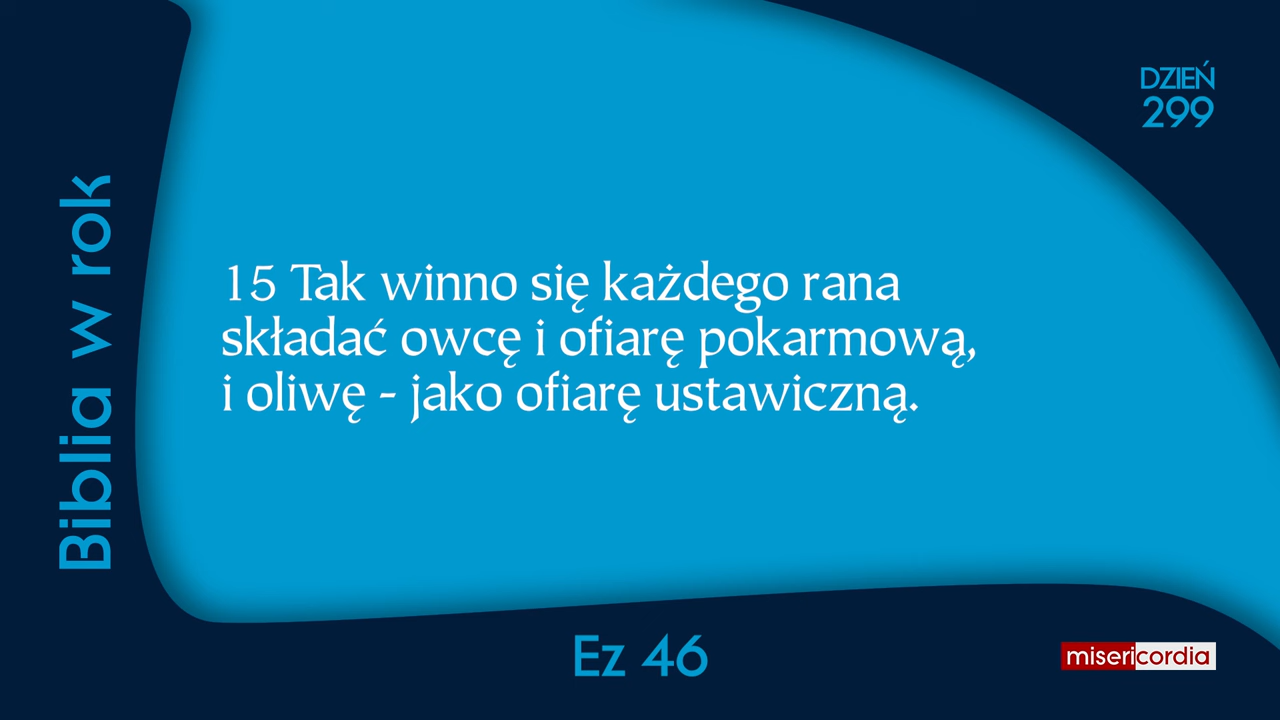 DZIEŃ
299
Biblia w rok
15 Tak winno się każdego rana
składać owcę i ofiarę pokarmową,
i oliwę - jako ofiarę ustawiczną.
Ez 46
misericordia